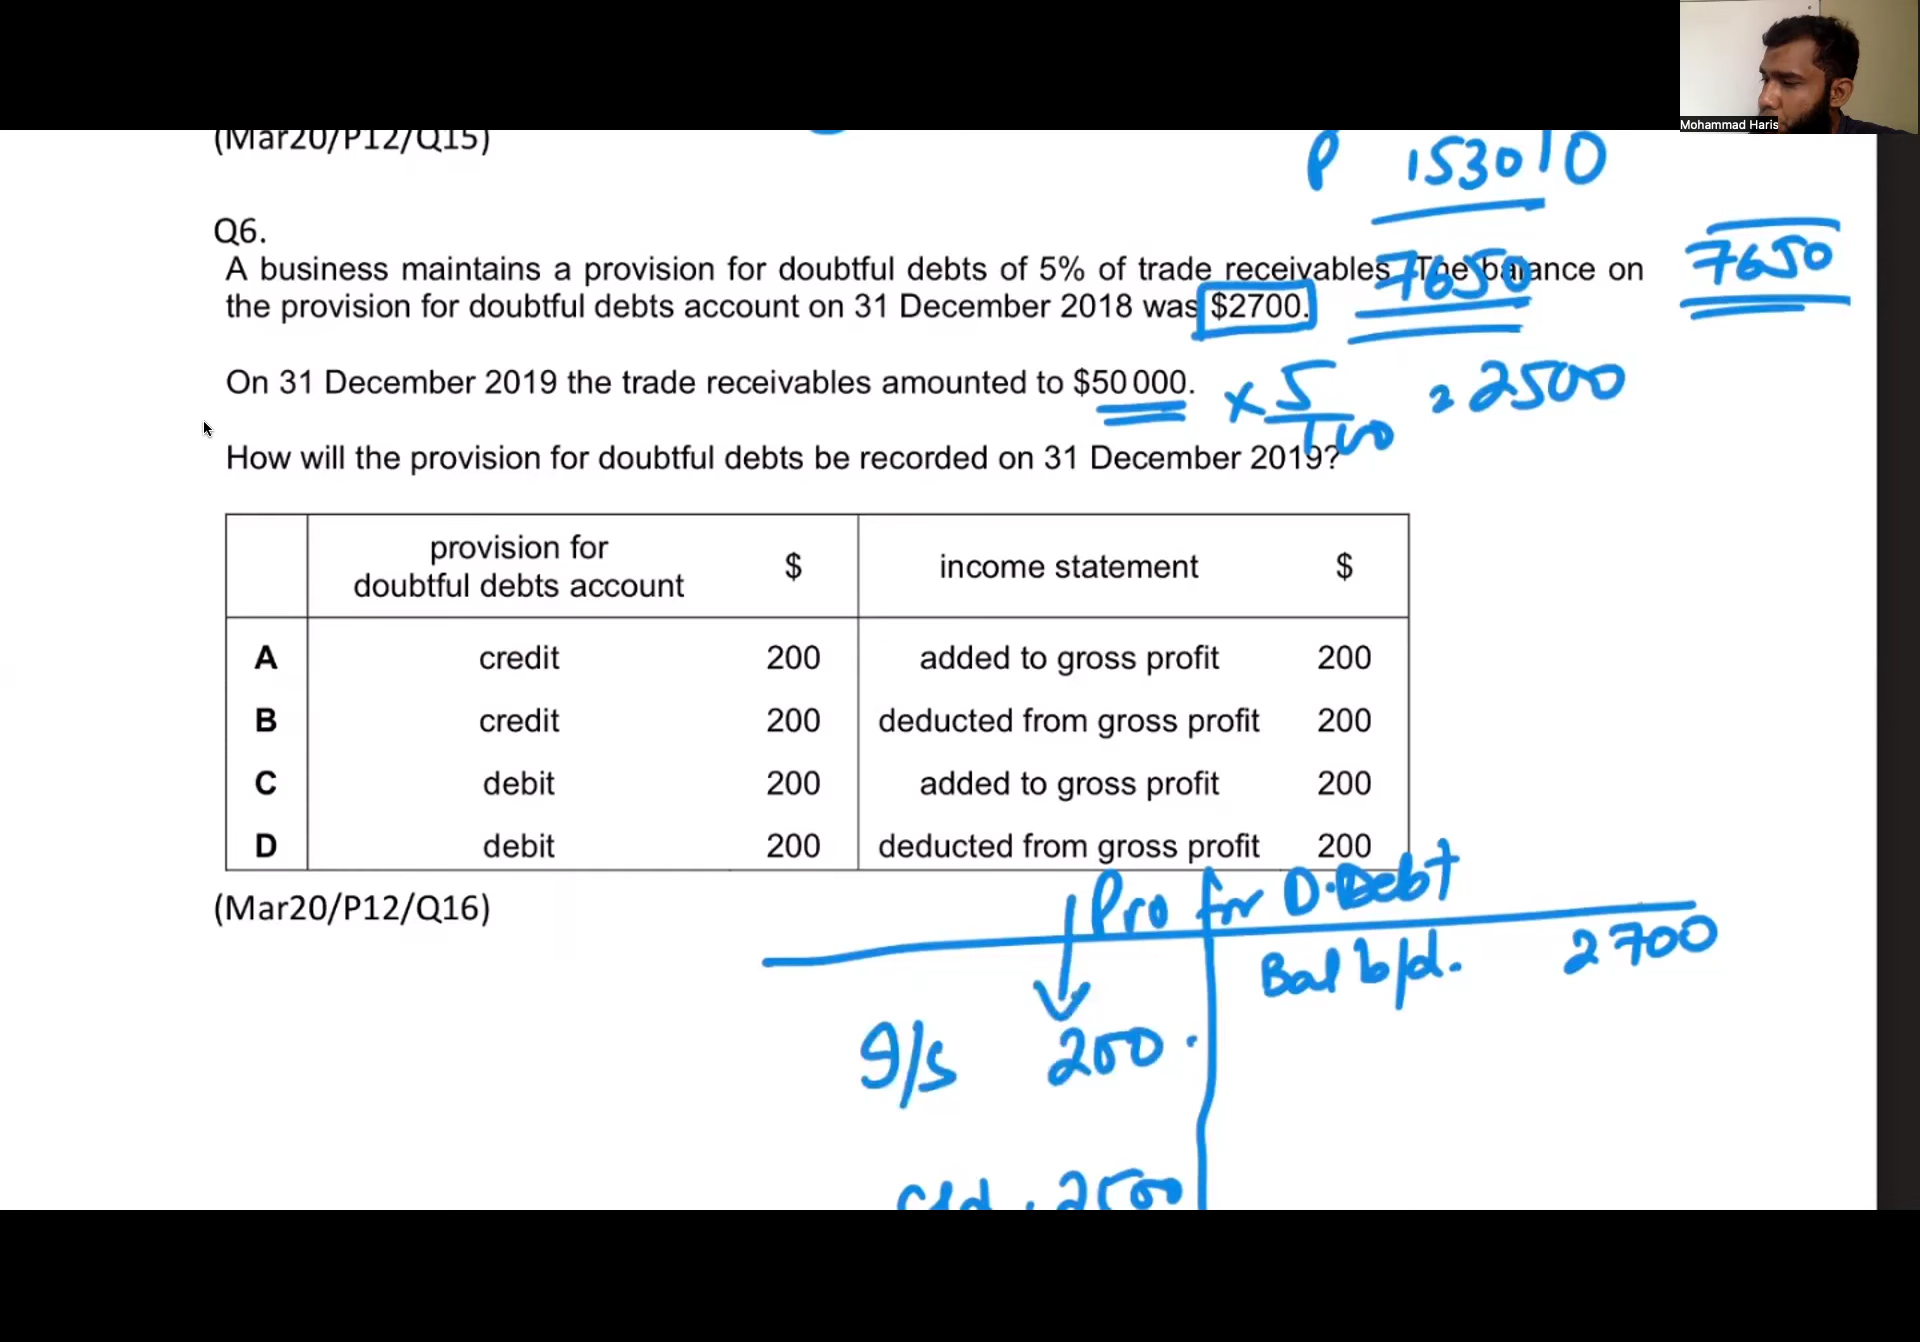 Mohammad Haris
(Mar20/P12/Q15)
P 153010
Q6.
7650
7650
A business maintains a provision for doubtful debts of 5% of trade receivables. The balance on
the provision for doubtful debts account on 31 December 2018 was $2700.
On 31 December 2019 the trade receivables amounted to $50 000. × 5/100 = 2500
How will the provision for doubtful debts be recorded on 31 December 2019?
provision for doubtful debts account $ income statement $
A credit 200 added to gross profit 200
B credit 200 deducted from gross profit 200
C debit 200 added to gross profit 200
D debit 200 deducted from gross profit 200
(Mar20/P12/Q16)
Pro for D.Debt
Bal b/d. 2700
I/S 200
c/d. 2500